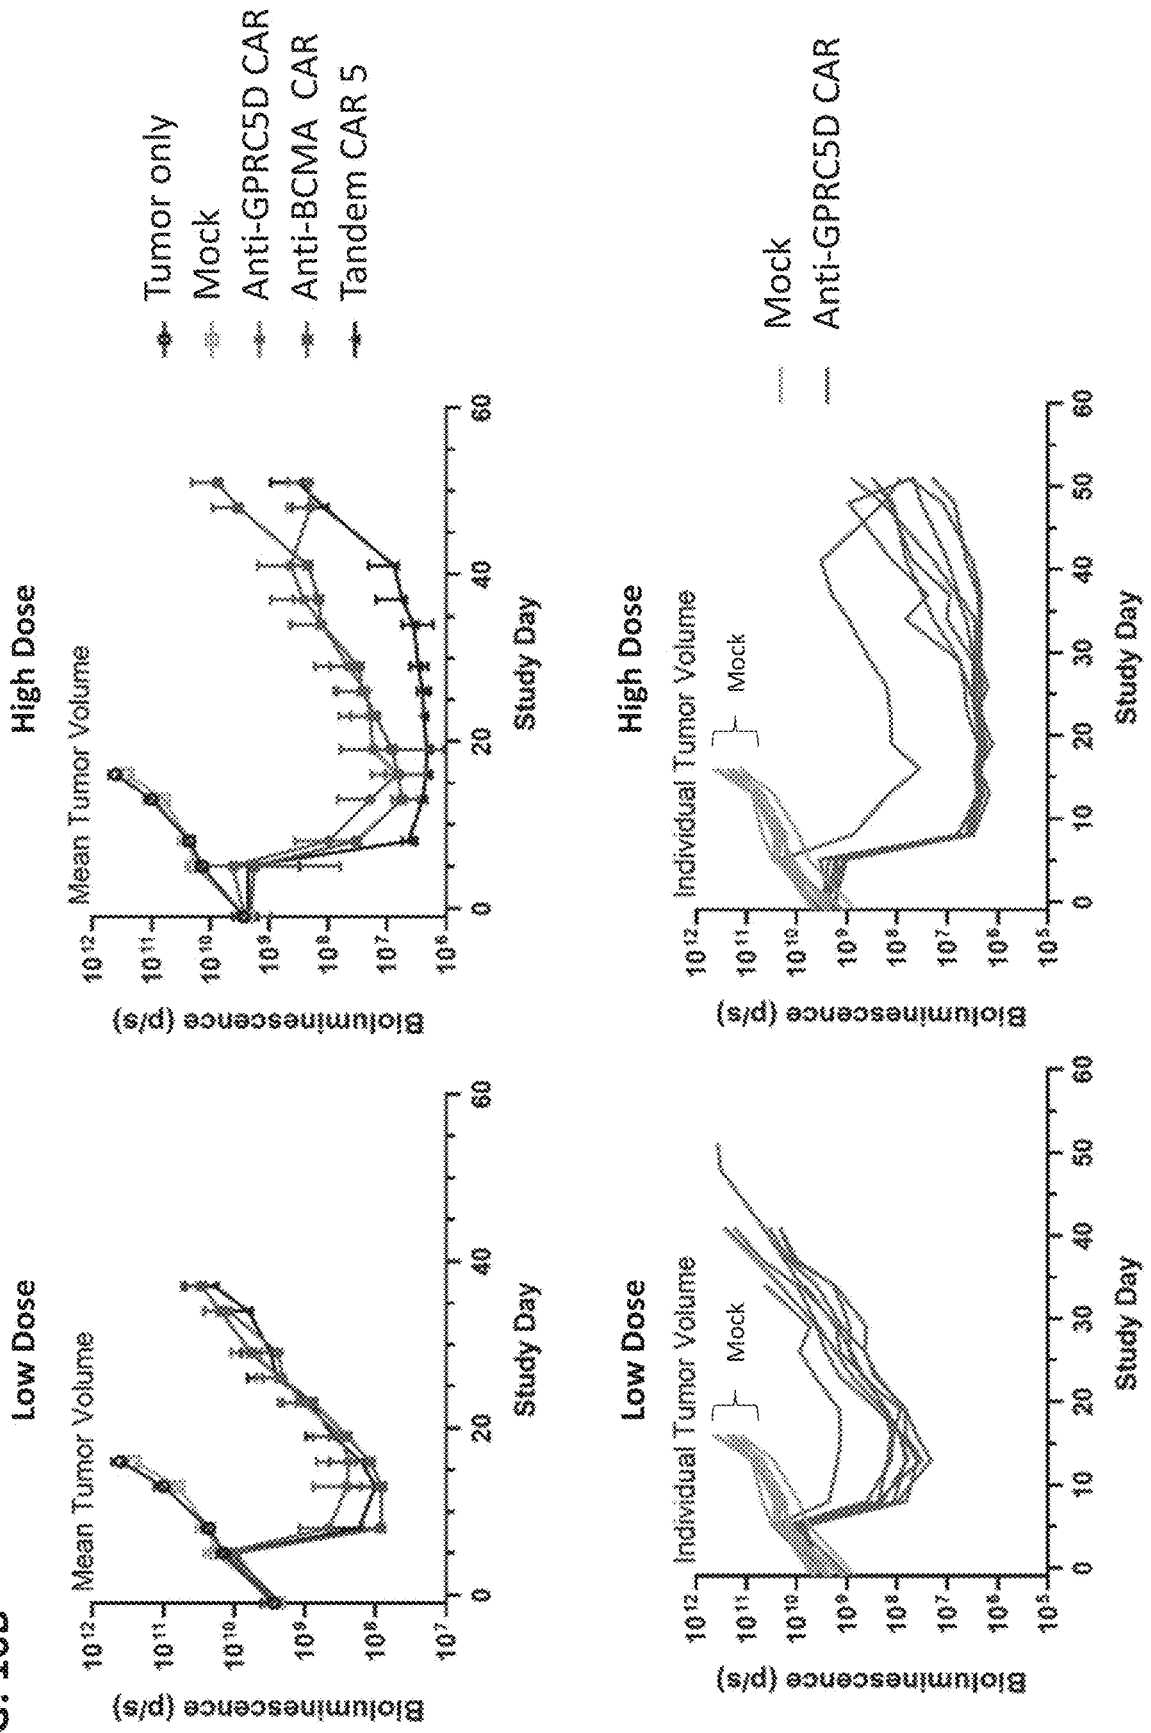 Low Dose
Mean Tumor Volume
Bioluminescence (p/s)
10¹²
10¹¹
10¹⁰
10⁹
10⁸
10⁷
0 20 40 60
Study Day
High Dose
Mean Tumor Volume
Bioluminescence (p/s)
10¹²
10¹¹
10¹⁰
10⁹
10⁸
10⁷
10⁶
0 20 40 60
Study Day
Tumor only
Mock
Anti-GPRC5D CAR
Anti-BCMA CAR
Tandem CAR 5
Low Dose
Individual Tumor Volume
Mock
Bioluminescence (p/s)
10¹²
10¹¹
10¹⁰
10⁹
10⁸
10⁷
10⁶
10⁵
0 10 20 30 40 50 60
Study Day
High Dose
Individual Tumor Volume
Mock
Bioluminescence (p/s)
10¹²
10¹¹
10¹⁰
10⁹
10⁸
10⁷
10⁶
10⁵
0 10 20 30 40 50 60
Study Day
Mock
Anti-GPRC5D CAR